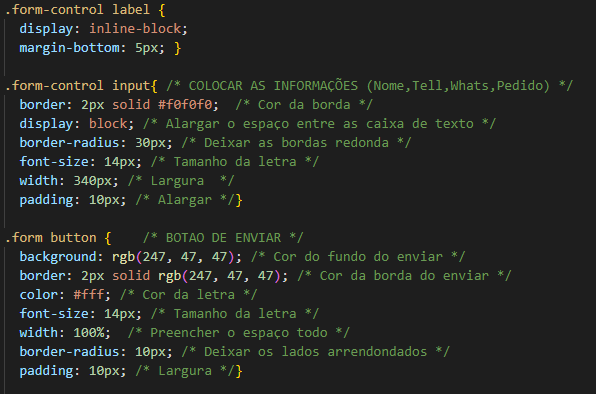 .form-control label {
display: inline-block;
margin-bottom: 5px; }
.form-control input{ /* COLOCAR AS INFORMAÇÕES (Nome,Tell,Whats,Pedido) */
border: 2px solid #f0f0f0;  /* Cor da borda */
display: block; /* Alargar o espaço entre as caixa de texto */
border-radius: 30px; /* Deixar as bordas redonda */
font-size: 14px; /* Tamanho da letra */
width: 340px; /* Largura  */
padding: 10px; /* Alargar */}
.form button {    /* BOTAO DE ENVIAR */
background: rgb(247, 47, 47); /* Cor do fundo do enviar */
border: 2px solid rgb(247, 47, 47); /* Cor da borda do enviar */
color: #fff; /* Cor da letra */
font-size: 14px; /* Tamanho da letra */
width: 100%;  /* Preencher o espaço todo */
border-radius: 10px; /* Deixar os lados arrendondados */
padding: 10px; /* Largura */}